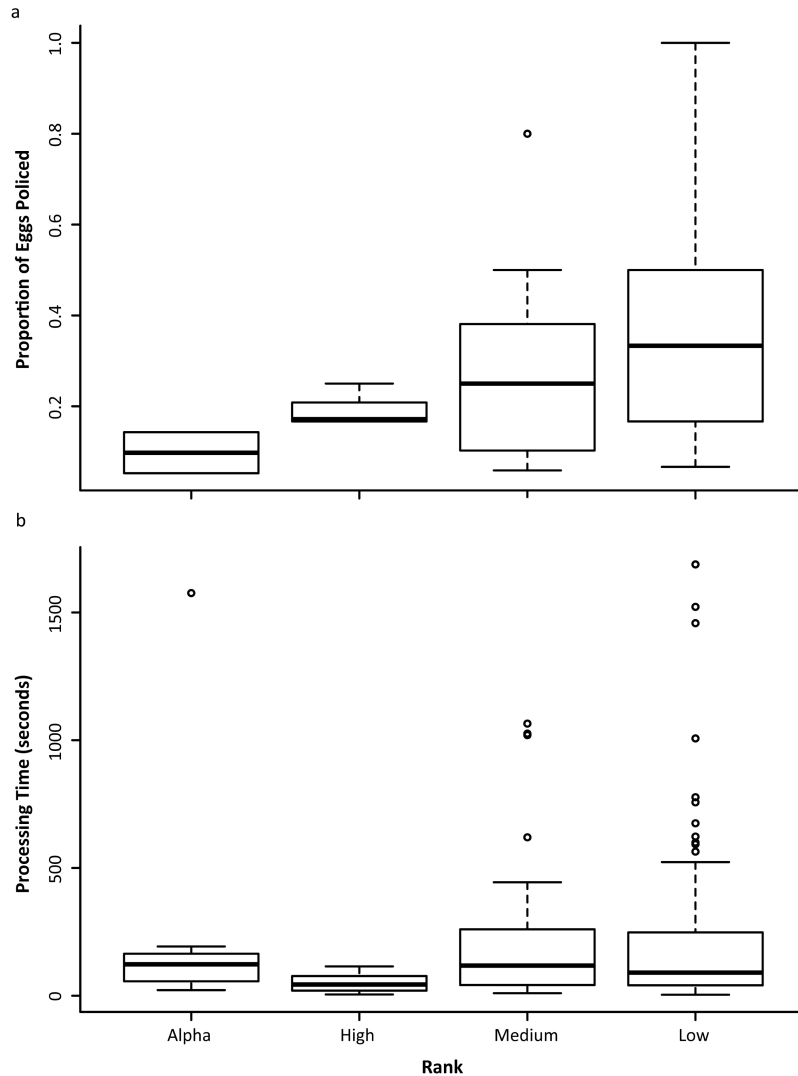 a
Proportion of Eggs Policed
1.0
0.8
0.6
0.4
0.2
b
Processing Time (seconds)
1500
1000
500
0
Alpha High Medium Low
Rank